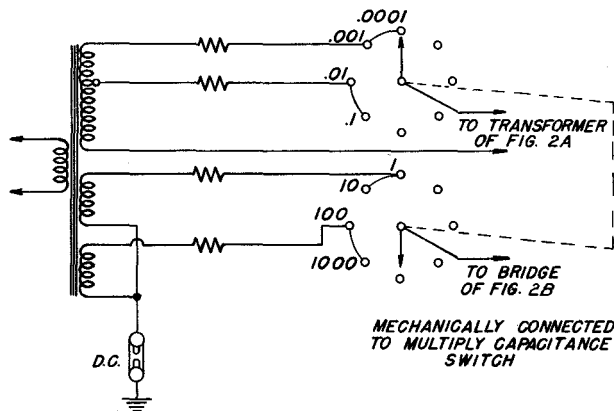 .0001
.001
.01
.1
TO TRANSFORMER
OF FIG. 2A
1
10
100
1000
TO BRIDGE
OF FIG. 2B
D.C.
MECHANICALLY CONNECTED
TO MULTIPLY CAPACITANCE
SWITCH